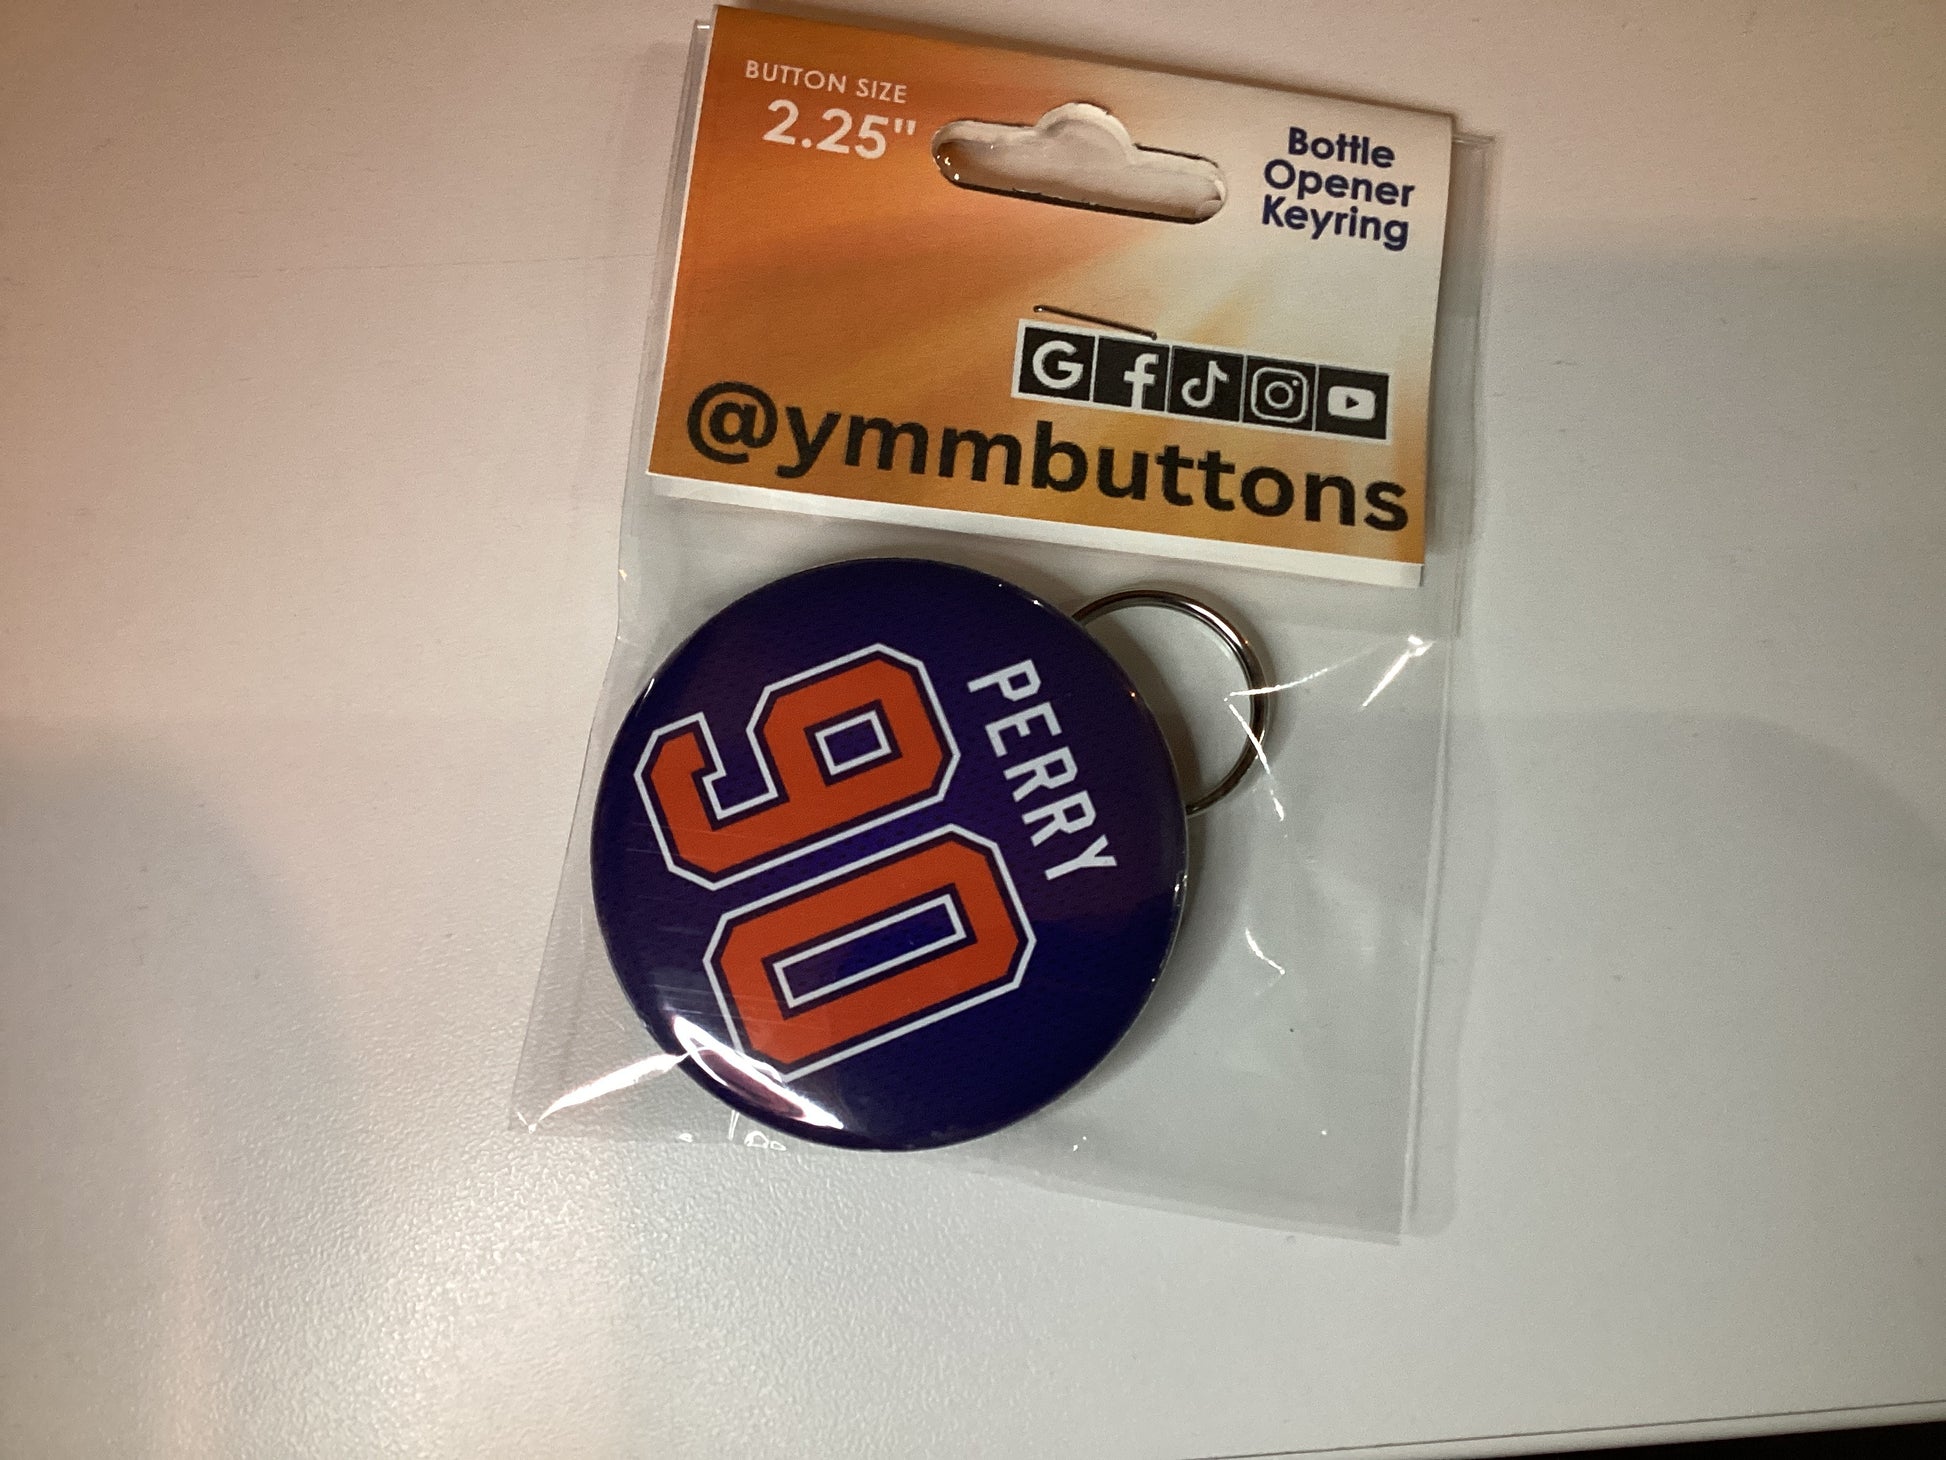 BUTTON SIZE
2.25"
Bottle
Opener
Keyring
@ymmbuttons
PERRY
90